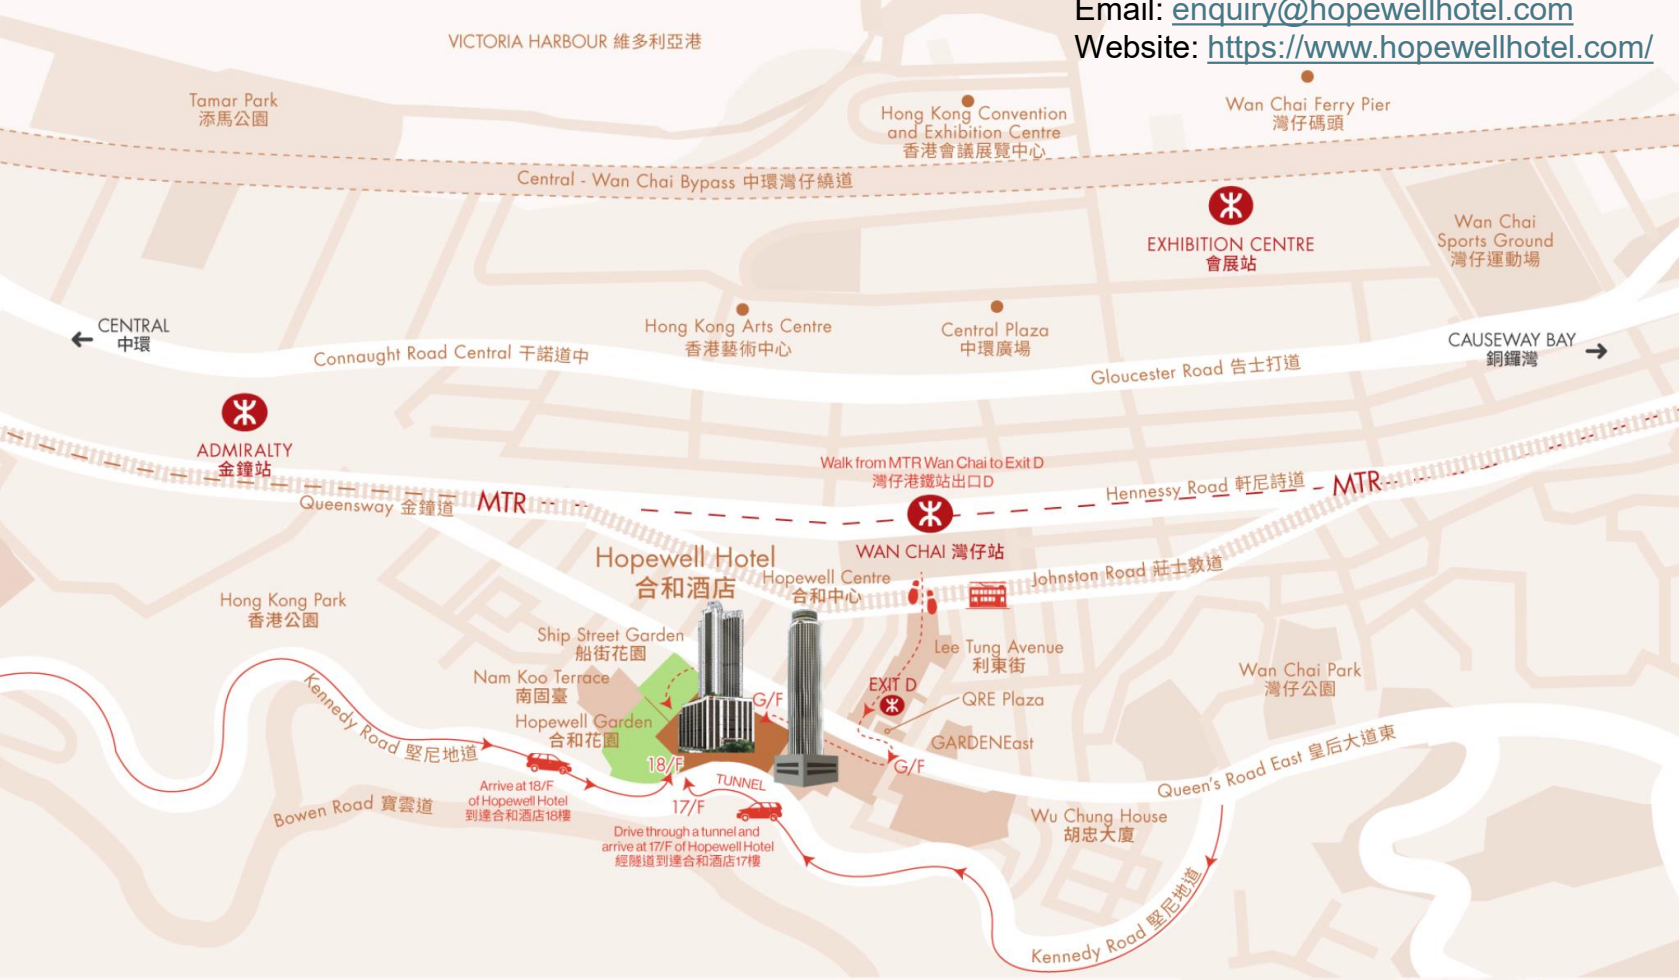 Email: enquiry@hopewellhotel.com
Website: https://www.hopewellhotel.com/
VICTORIA HARBOUR 維多利亞港
Tamar Park
添馬公園
Hong Kong Convention
and Exhibition Centre
香港會議展覽中心
Wan Chai Ferry Pier
灣仔碼頭
Central - Wan Chai Bypass 中環灣仔繞道
EXHIBITION CENTRE
會展站
Wan Chai
Sports Ground
灣仔運動場
CENTRAL
中環
Hong Kong Arts Centre
香港藝術中心
Central Plaza
中環廣場
CAUSEWAY BAY
銅鑼灣
Connaught Road Central 干諾道中
Gloucester Road 告士打道
ADMIRALTY
金鐘站
Walk from MTR Wan Chai to Exit D
灣仔港鐵站出口D
Queensway 金鐘道
MTR
Hennessy Road 軒尼詩道
MTR
WAN CHAI 灣仔站
Hopewell Hotel
合和酒店
Hopewell Centre
合和中心
Johnston Road 莊士敦道
Hong Kong Park
香港公園
Ship Street Garden
船街花園
Lee Tung Avenue
利東街
Nam Koo Terrace
南固臺
Wan Chai Park
灣仔公園
EXIT D
G/F
QRE Plaza
Hopewell Garden
合和花園
GARDENEast
Kennedy Road 堅尼地道
18/F
G/F
Queen's Road East 皇后大道東
TUNNEL
Arrive at 18/F
of Hopewell Hotel
到達合和酒店18樓
17/F
Bowen Road 寶雲道
Drive through a tunnel and
arrive at 17/F of Hopewell Hotel
經隧道到達合和酒店17樓
Wu Chung House
胡忠大廈
Kennedy Road 堅尼地道